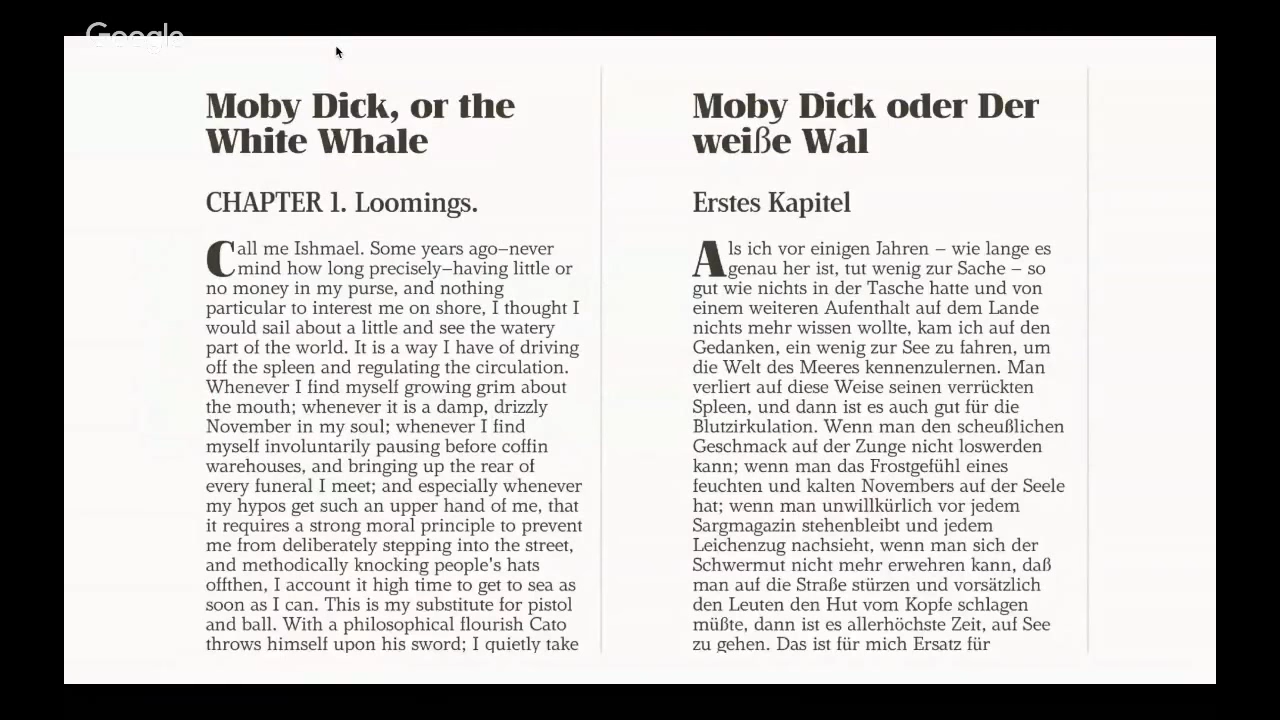 Google
Moby Dick, or the
White Whale
CHAPTER 1. Loomings.
Call me Ishmael. Some years ago—never
mind how long precisely—having little or
no money in my purse, and nothing
particular to interest me on shore, I thought I
would sail about a little and see the watery
part of the world. It is a way I have of driving
off the spleen and regulating the circulation.
Whenever I find myself growing grim about
the mouth; whenever it is a damp, drizzly
November in my soul; whenever I find
myself involuntarily pausing before coffin
warehouses, and bringing up the rear of
every funeral I meet; and especially whenever
my hypos get such an upper hand of me, that
it requires a strong moral principle to prevent
me from deliberately stepping into the street,
and methodically knocking people's hats
offthen, I account it high time to get to sea as
soon as I can. This is my substitute for pistol
and ball. With a philosophical flourish Cato
throws himself upon his sword; I quietly take
Moby Dick oder Der
weiße Wal
Erstes Kapitel
Als ich vor einigen Jahren – wie lange es
genau her ist, tut wenig zur Sache – so
gut wie nichts in der Tasche hatte und von
einem weiteren Aufenthalt auf dem Lande
nichts mehr wissen wollte, kam ich auf den
Gedanken, ein wenig zur See zu fahren, um
die Welt des Meeres kennenzulernen. Man
verliert auf diese Weise seinen verrückten
Spleen, und dann ist es auch gut für die
Blutzirkulation. Wenn man den scheußlichen
Geschmack auf der Zunge nicht loswerden
kann; wenn man das Frostgefühl eines
feuchten und kalten Novembers auf der Seele
hat; wenn man unwillkürlich vor jedem
Sargmagazin stehenbleibt und jedem
Leichenzug nachsieht, wenn man sich der
Schwermut nicht mehr erwehren kann, daß
man auf die Straße stürzen und vorsätzlich
den Leuten den Hut vom Kopfe schlagen
müßte, dann ist es allerhöchste Zeit, auf See
zu gehen. Das ist für mich Ersatz für